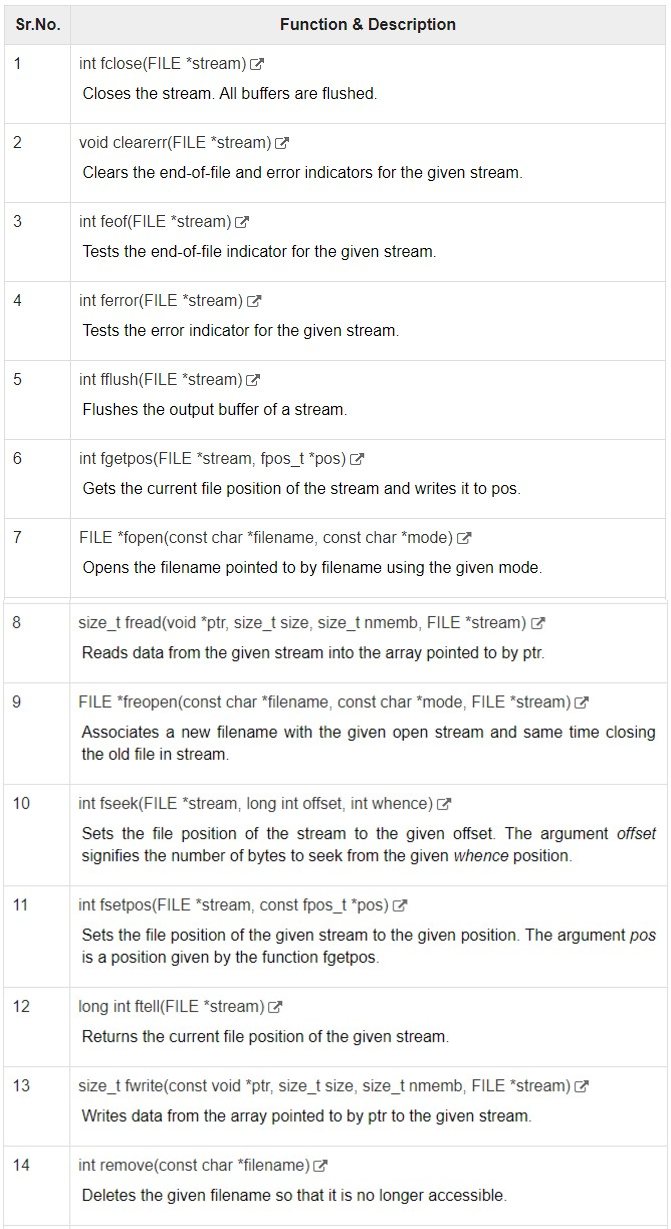 Sr.No. Function & Description
1 int fclose(FILE *stream)
Closes the stream. All buffers are flushed.
2 void clearerr(FILE *stream)
Clears the end-of-file and error indicators for the given stream.
3 int feof(FILE *stream)
Tests the end-of-file indicator for the given stream.
4 int ferror(FILE *stream)
Tests the error indicator for the given stream.
5 int fflush(FILE *stream)
Flushes the output buffer of a stream.
6 int fgetpos(FILE *stream, fpos_t *pos)
Gets the current file position of the stream and writes it to pos.
7 FILE *fopen(const char *filename, const char *mode)
Opens the filename pointed to by filename using the given mode.
8 size_t fread(void *ptr, size_t size, size_t nmemb, FILE *stream)
Reads data from the given stream into the array pointed to by ptr.
9 FILE *freopen(const char *filename, const char *mode, FILE *stream)
Associates a new filename with the given open stream and same time closing
the old file in stream.
10 int fseek(FILE *stream, long int offset, int whence)
Sets the file position of the stream to the given offset. The argument offset
signifies the number of bytes to seek from the given whence position.
11 int fsetpos(FILE *stream, const fpos_t *pos)
Sets the file position of the given stream to the given position. The argument pos
is a position given by the function fgetpos.
12 long int ftell(FILE *stream)
Returns the current file position of the given stream.
13 size_t fwrite(const void *ptr, size_t size, size_t nmemb, FILE *stream)
Writes data from the array pointed to by ptr to the given stream.
14 int remove(const char *filename)
Deletes the given filename so that it is no longer accessible.